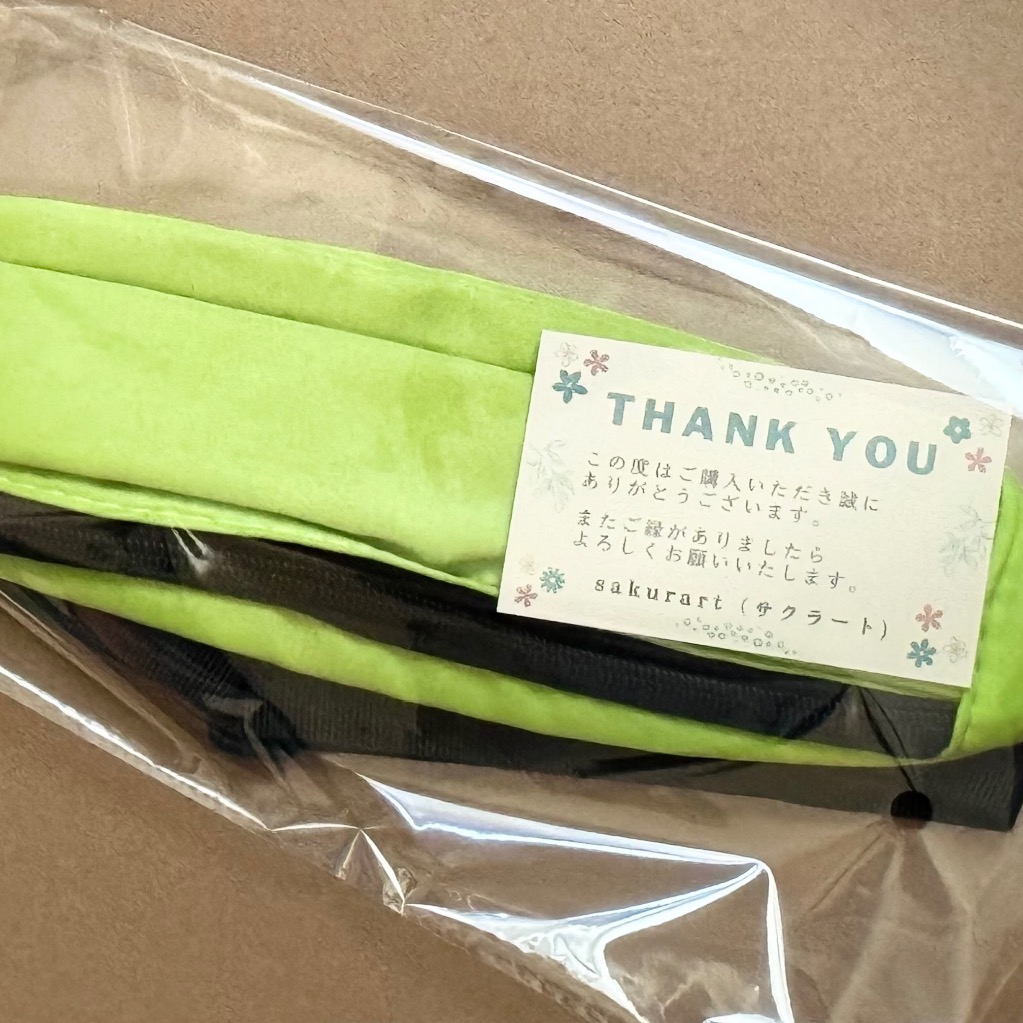 THANK YOU
この度はご購入いただき誠に
ありがとうございます。
またご縁がありましたら
よろしくお願いいたします。
sakurart (サクラート)